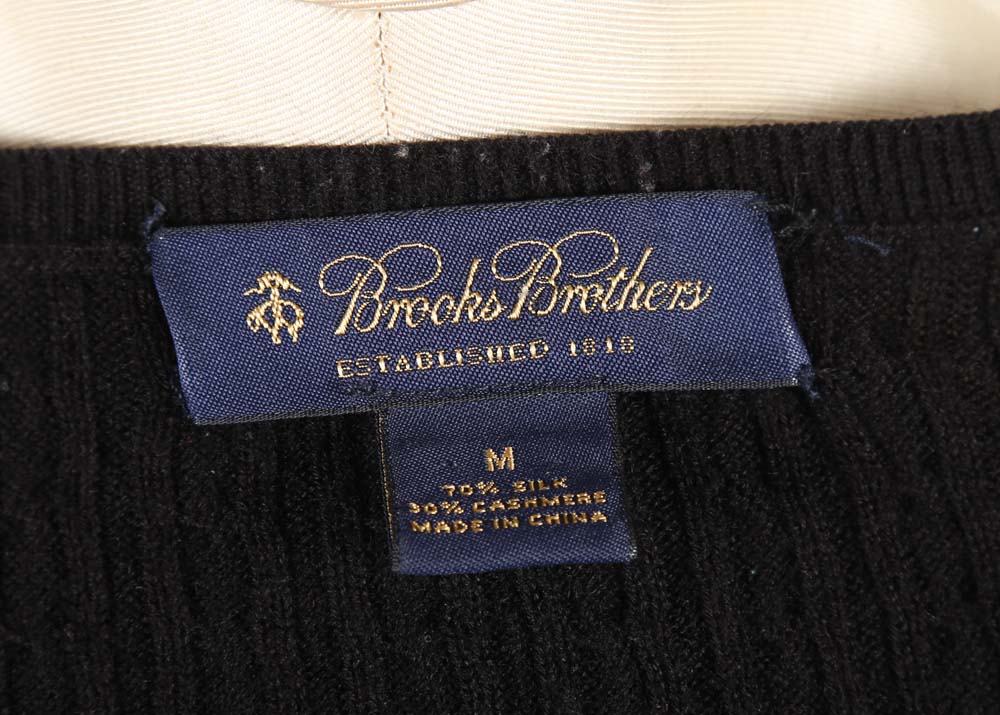 Brooks Brothers
ESTABLISHED 1818
M
70% SILK
30% CASHMERE
MADE IN CHINA